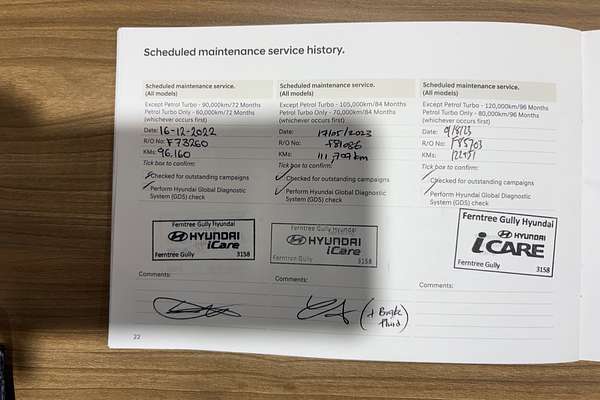 Scheduled maintenance service history.
Scheduled maintenance service.
(All models)
Except Petrol Turbo - 90,000km/72 Months
Petrol Turbo Only - 60,000km/72 Months
(whichever occurs first)
Date: 16-12-2022
R/O No: F73260
KMs: 96,160
Tick box to confirm:
Checked for outstanding campaigns
Perform Hyundai Global Diagnostic
System (GDS) check
Ferntree Gully Hyundai
HYUNDAI
iCare
Ferntree Gully 3158
Comments:
Scheduled maintenance service.
(All models)
Except Petrol Turbo - 105,000km/84 Months
Petrol Turbo Only - 70,000km/84 Months
(whichever occurs first)
Date: 17/05/2023
R/O No: F81086
KMs: 111,707km
Tick box to confirm:
Checked for outstanding campaigns
Perform Hyundai Global Diagnostic
System (GDS) check
Ferntree Gully Hyundai
HYUNDAI
iCare
Ferntree Gully 3158
Comments:
(+ Brake
Fluid)
Scheduled maintenance service.
(All models)
Except Petrol Turbo - 120,000km/96 Months
Petrol Turbo Only - 80,000km/96 Months
(whichever occurs first)
Date:
R/O No: F85703
KMs:
Tick box to confirm:
Checked for outstanding campaigns
Perform Hyundai Global Diagnostic
System (GDS) check
Ferntree Gully Hyundai
HYUNDAI
iCARE
Ferntree Gully 3158
Comments:
22